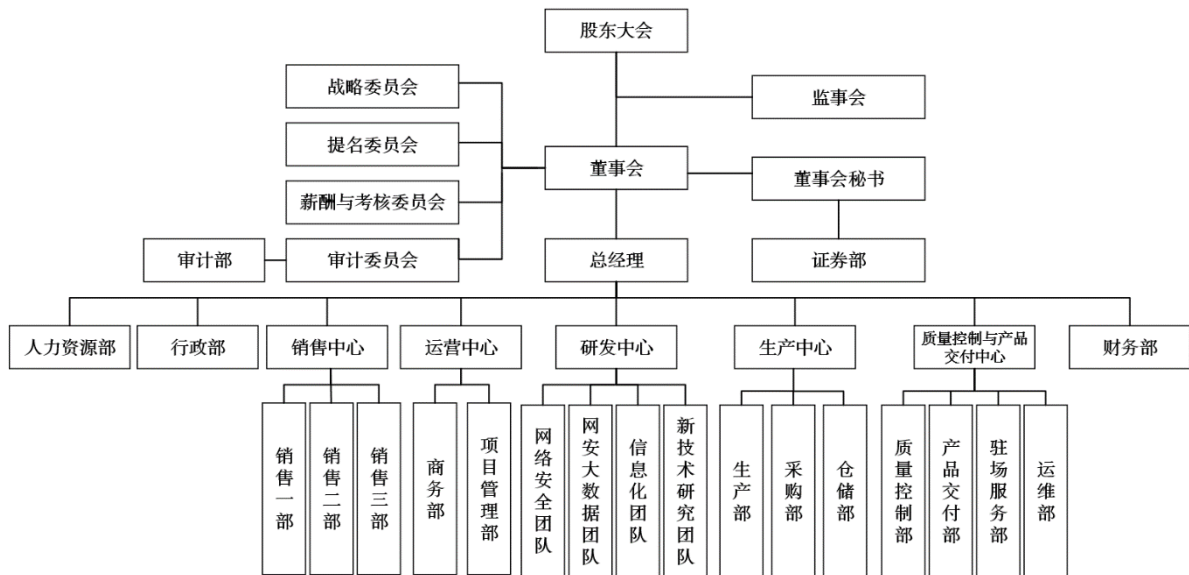 股东大会
战略委员会
监事会
提名委员会
董事会
董事会秘书
薪酬与考核委员会
审计部
审计委员会
总经理
证券部
人力资源部
行政部
销售中心
运营中心
研发中心
生产中心
质量控制与产品
交付中心
财务部
销售一部
销售二部
销售三部
商务部
项目管理部
网络安全团队
网安大数据团队
信息化团队
新技术研究团队
生产部
采购部
仓储部
质量控制部
产品交付部
驻场服务部
运维部